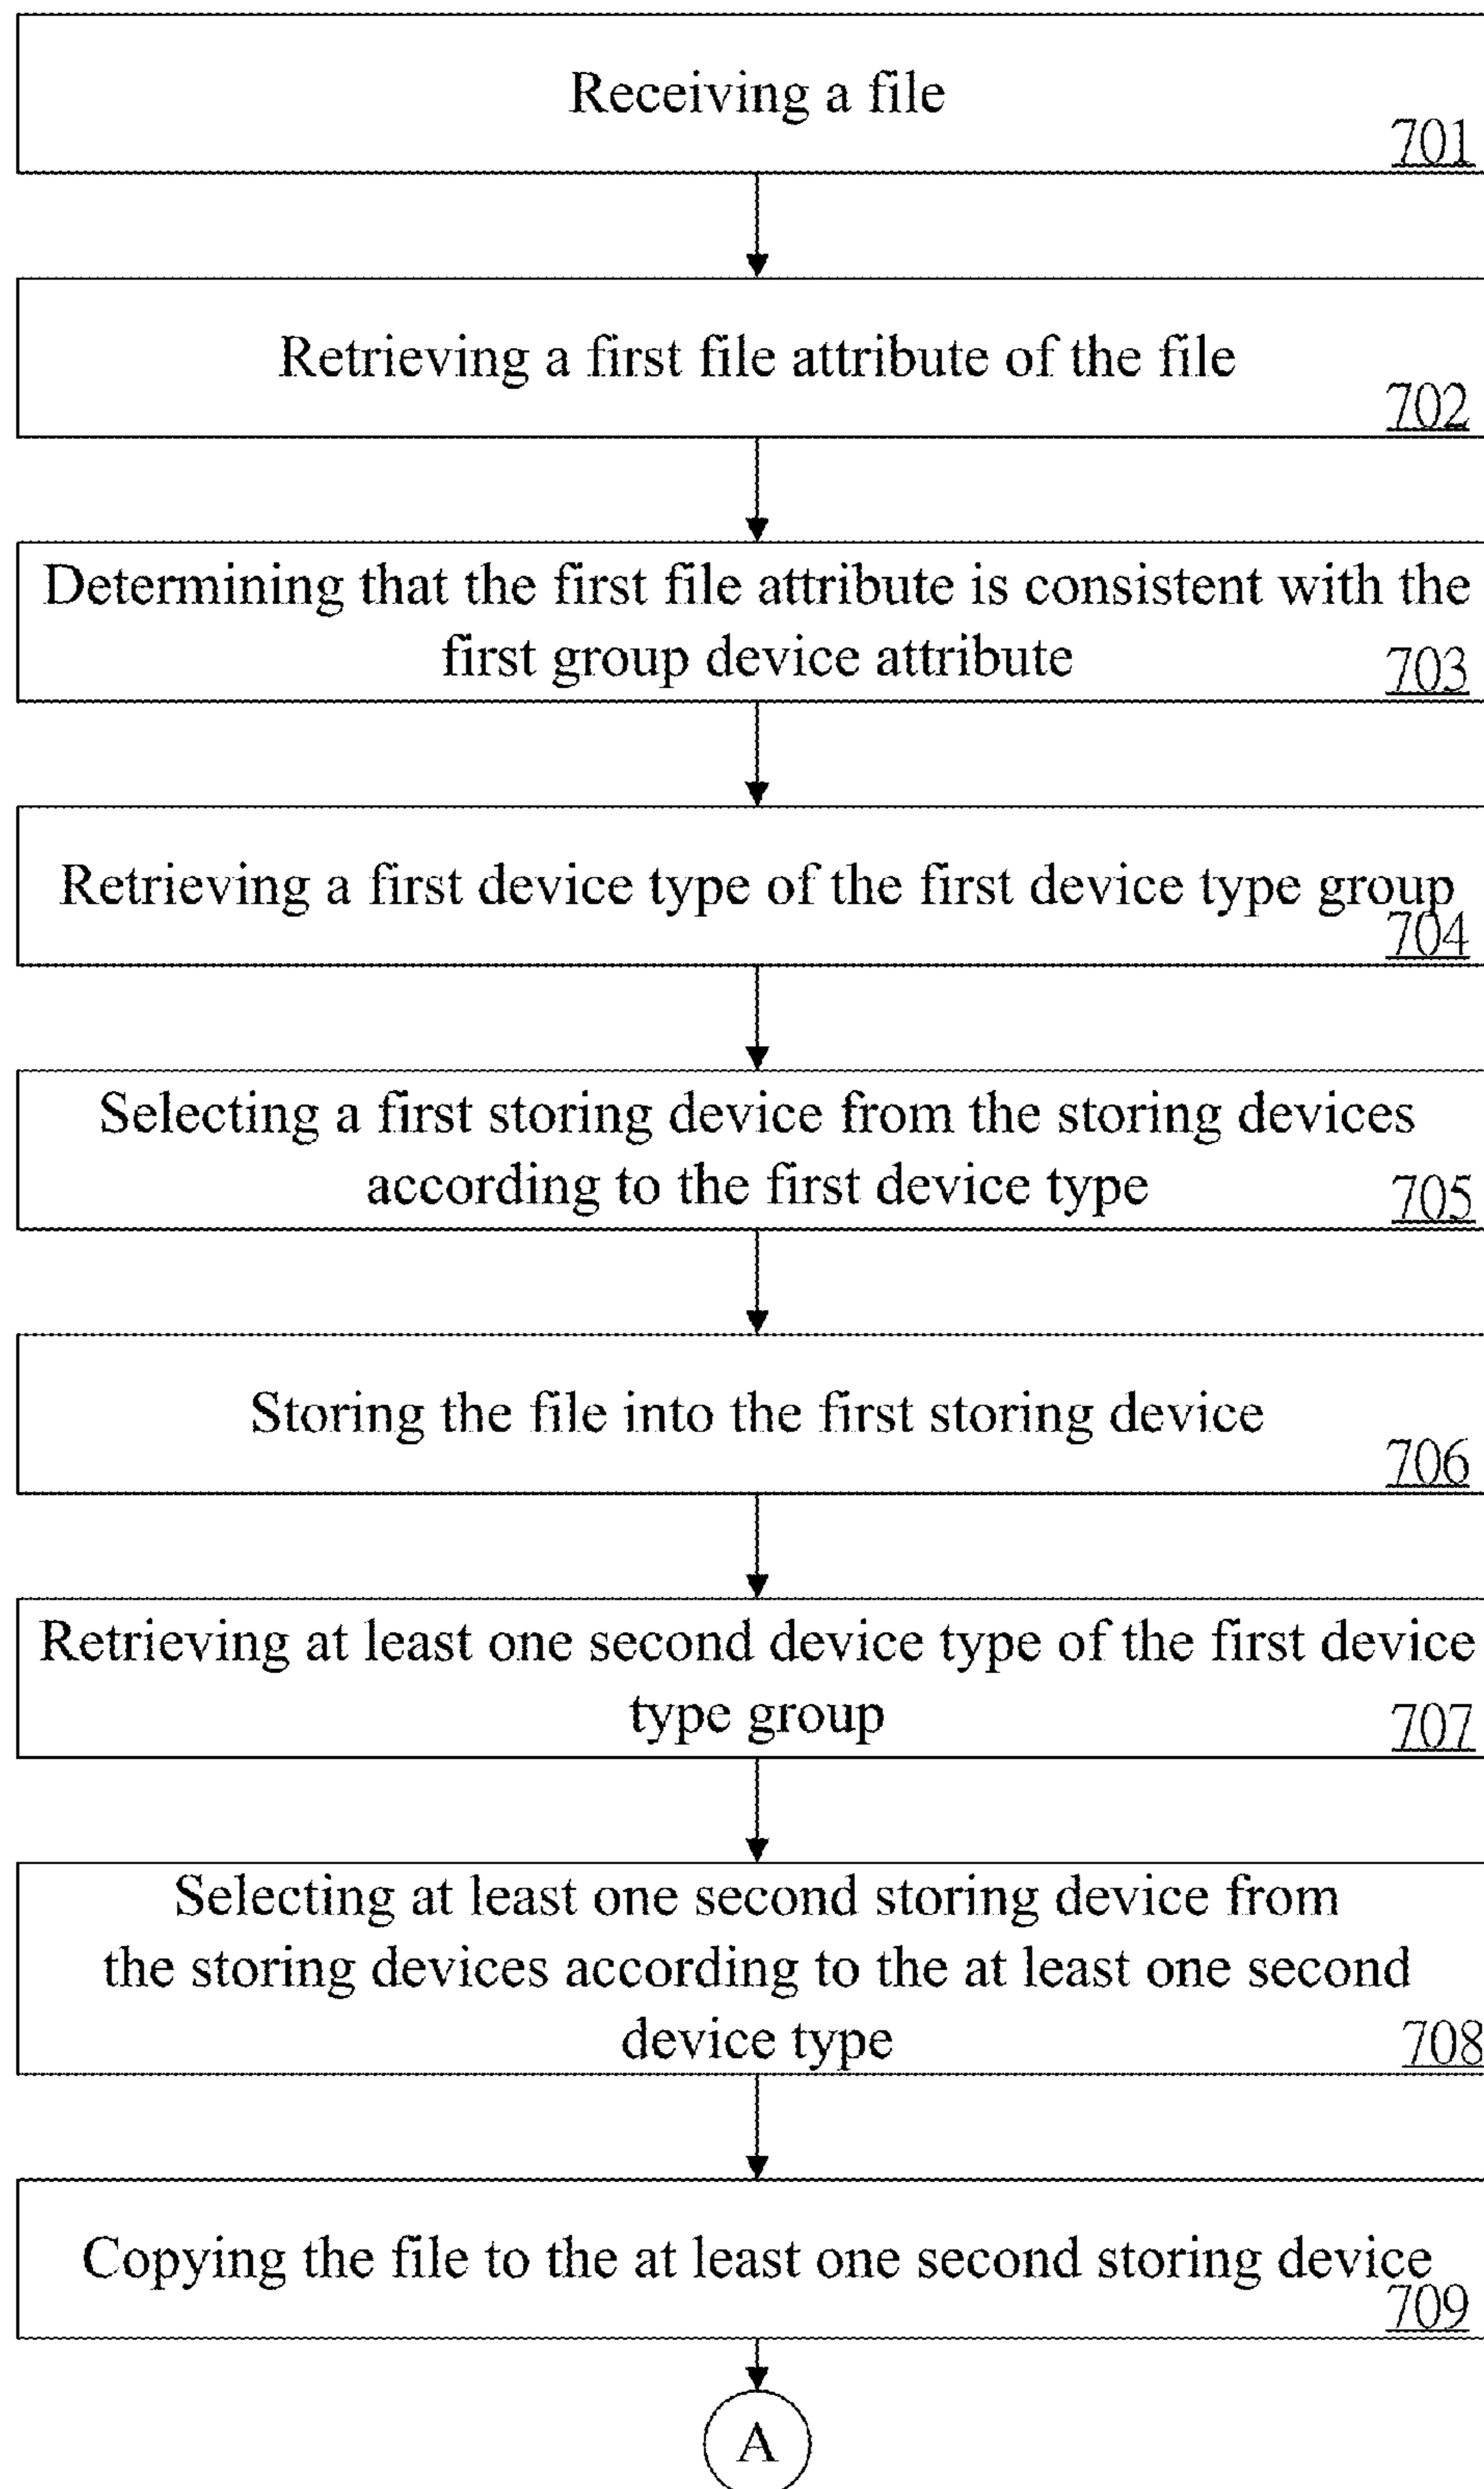 Receiving a file
701
Retrieving a first file attribute of the file
702
Determining that the first file attribute is consistent with the
first group device attribute
703
Retrieving a first device type of the first device type group
704
Selecting a first storing device from the storing devices
according to the first device type
705
Storing the file into the first storing device
706
Retrieving at least one second device type of the first device
type group
707
Selecting at least one second storing device from
the storing devices according to the at least one second
device type
708
Copying the file to the at least one second storing device
709
A